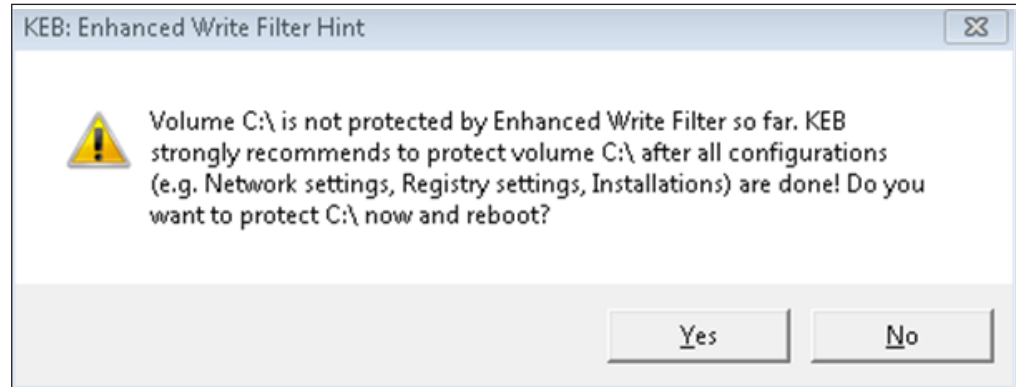 KEB: Enhanced Write Filter Hint
Volume C:\ is not protected by Enhanced Write Filter so far. KEB
strongly recommends to protect volume C:\ after all configurations
(e.g. Network settings, Registry settings, Installations) are done! Do you
want to protect C:\ now and reboot?
Yes
No